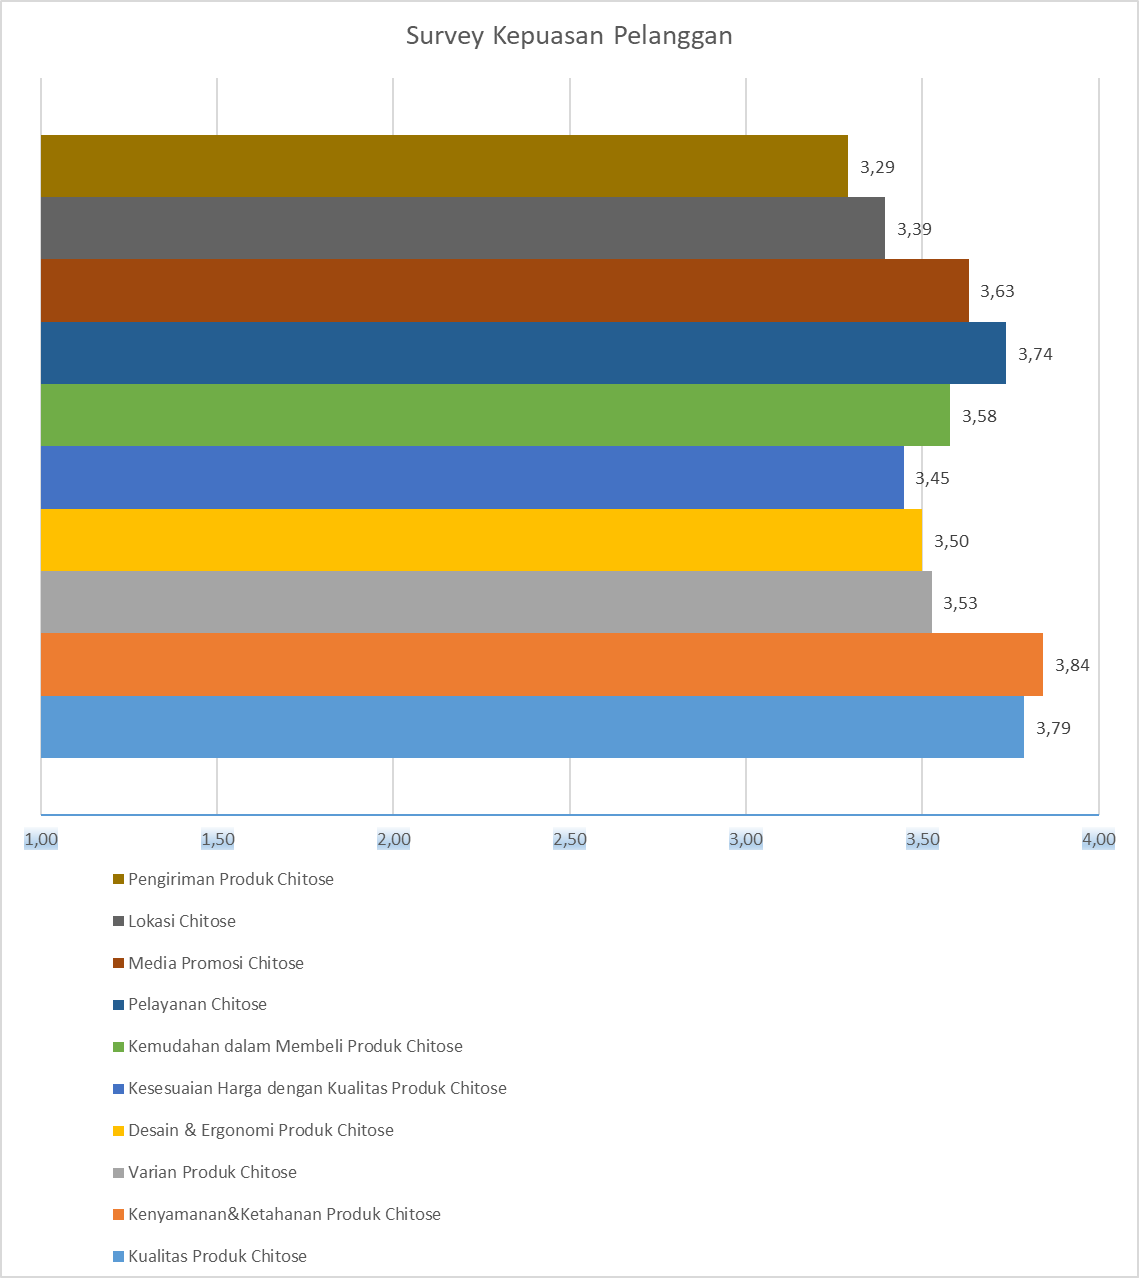 Survey Kepuasan Pelanggan
3,29
3,39
3,63
3,74
3,58
3,45
3,50
3,53
3,84
3,79
1,00 1,50 2,00 2,50 3,00 3,50 4,00
Pengiriman Produk Chitose
Lokasi Chitose
Media Promosi Chitose
Pelayanan Chitose
Kemudahan dalam Membeli Produk Chitose
Kesesuaian Harga dengan Kualitas Produk Chitose
Desain & Ergonomi Produk Chitose
Varian Produk Chitose
Kenyamanan&Ketahanan Produk Chitose
Kualitas Produk Chitose